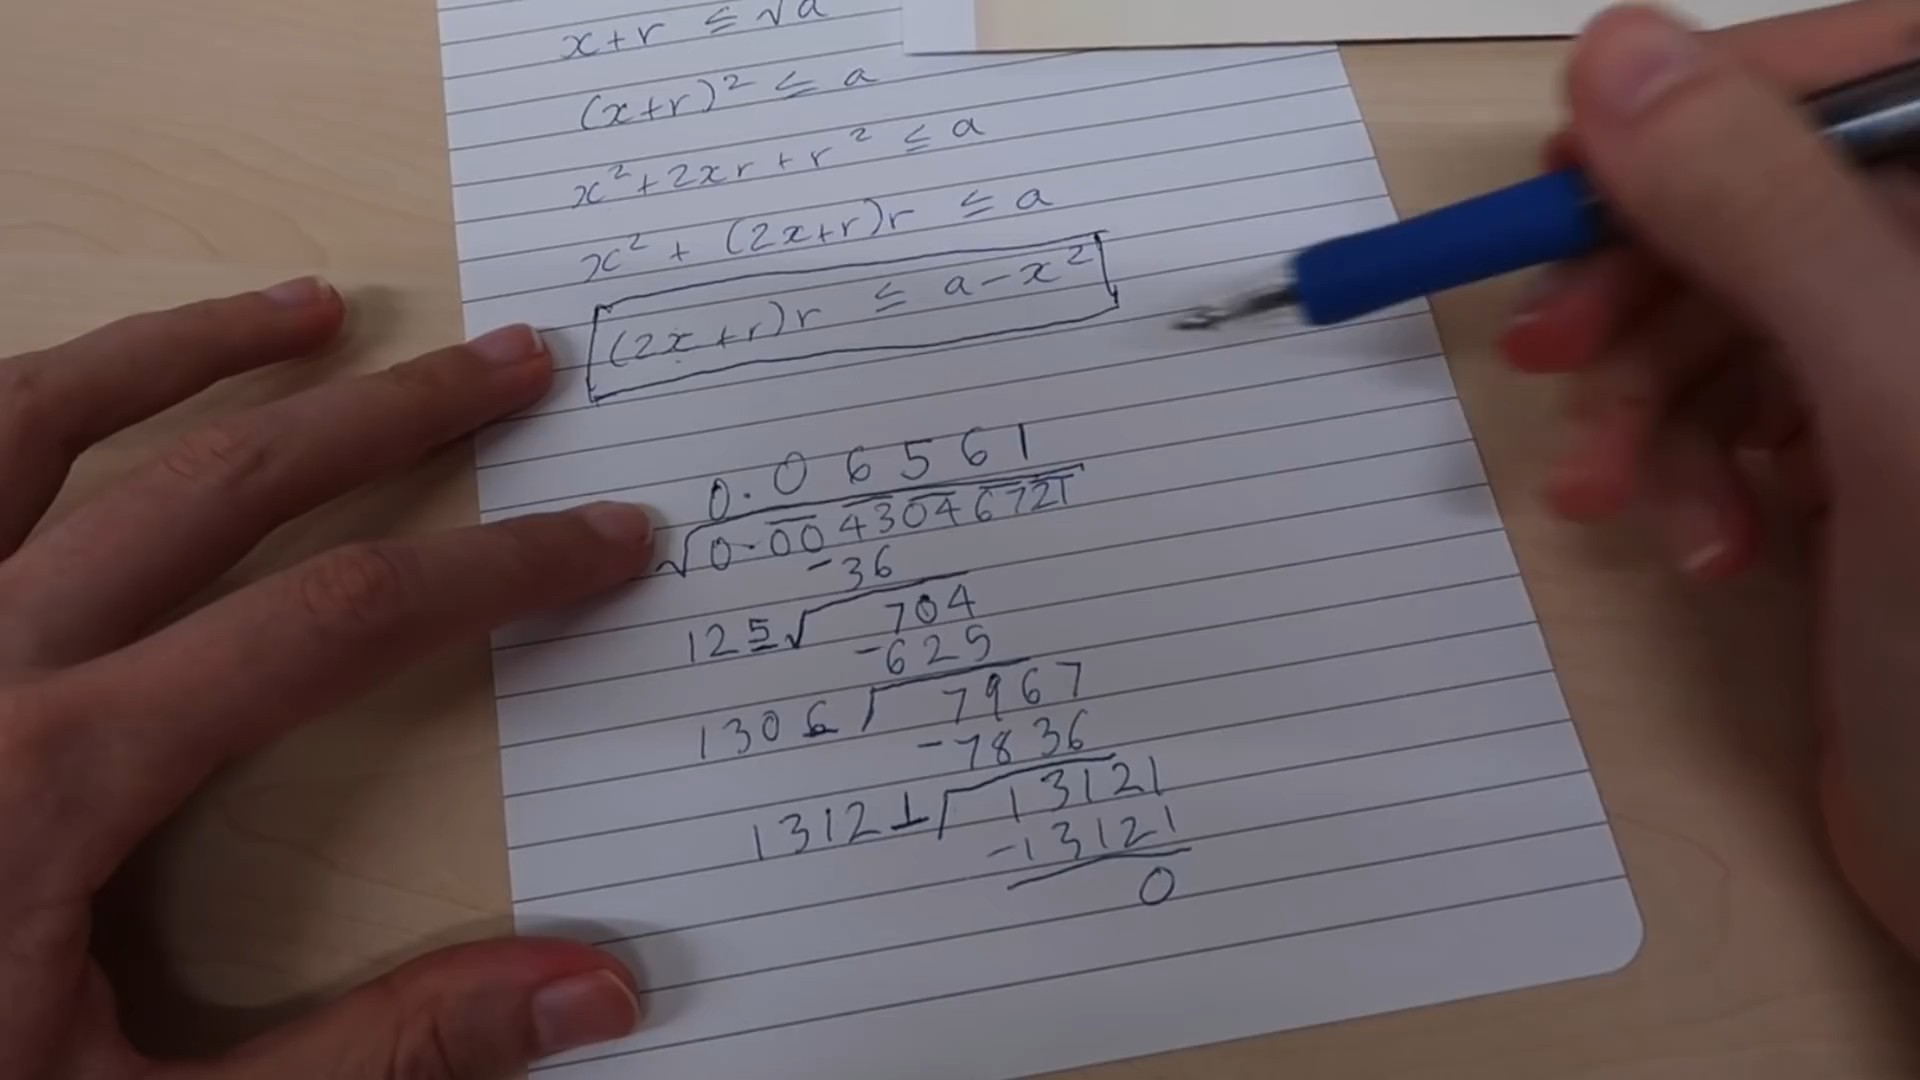 x+r ≤ √a
(x+r)² ≤ a
x²+2xr+r² ≤ a
x² + (2x+r)r ≤ a
(2x+r)r ≤ a-x²
0.06561
√0.0043046721
-36
125√704
-625
1306√7967
-7836
13121√13121
-13121
0